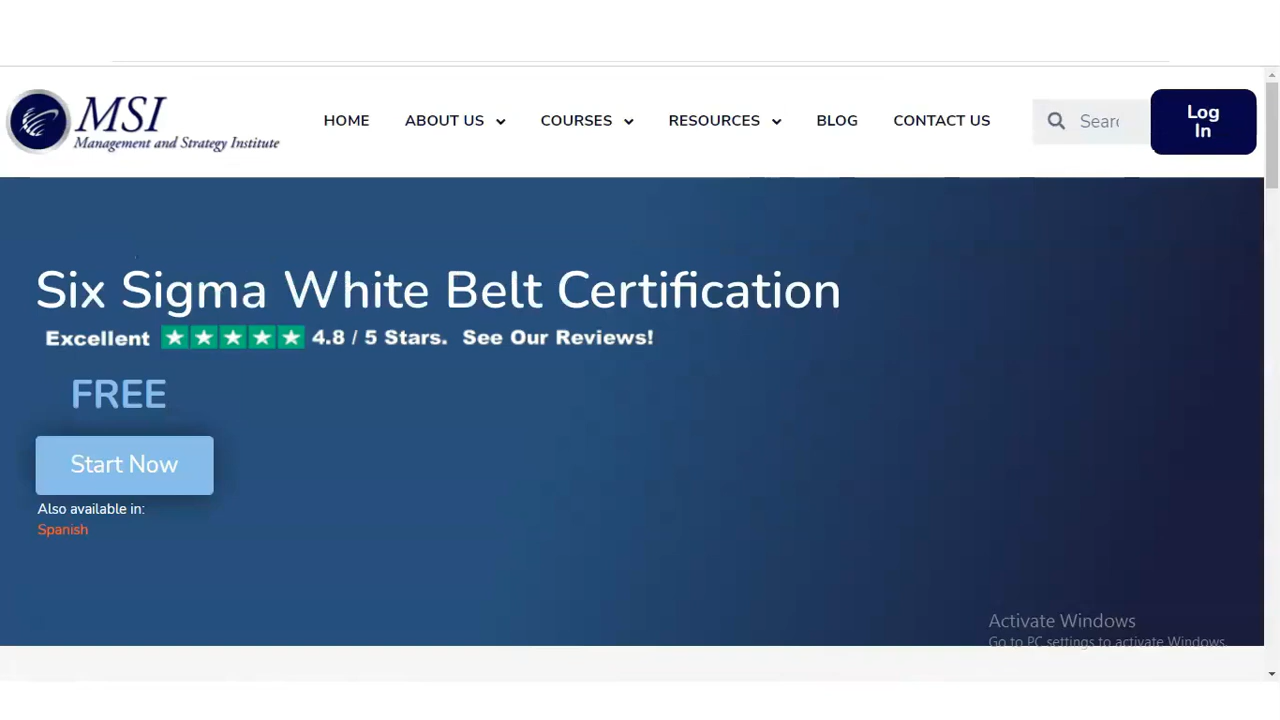 MSI
Management and Strategy Institute
HOME ABOUT US COURSES RESOURCES BLOG CONTACT US
Log
In
Six Sigma White Belt Certification
Excellent 4.8 / 5 Stars. See Our Reviews!
FREE
Start Now
Also available in:
Spanish
Activate Windows
Go to PC settings to activate Windows.